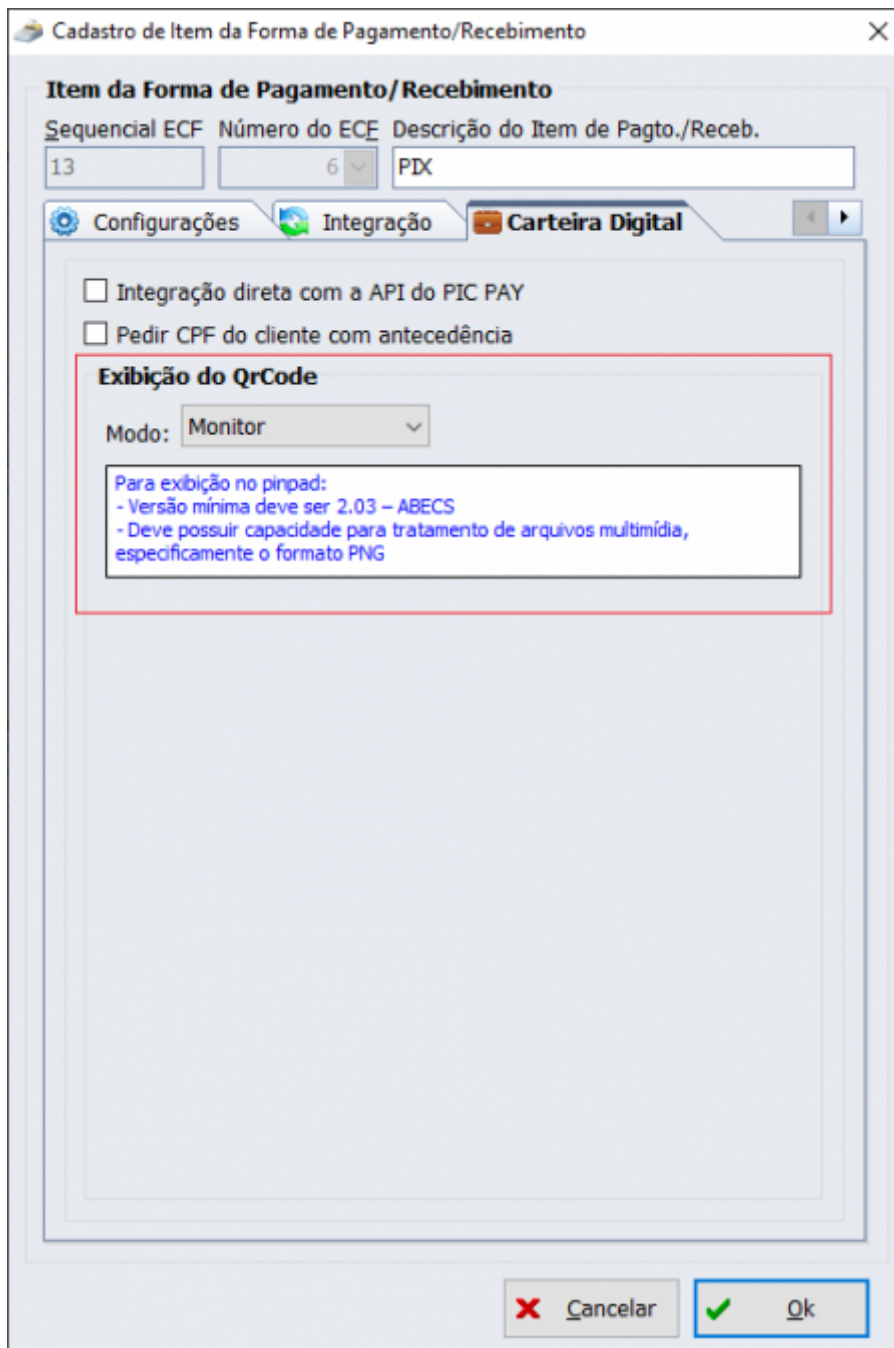 Cadastro de Item da Forma de Pagamento/Recebimento
Item da Forma de Pagamento/Recebimento
Sequencial ECF Número do ECF Descrição do Item de Pagto./Receb.
13 6 PIX
Configurações Integração Carteira Digital
Integração direta com a API do PIC PAY
Pedir CPF do cliente com antecedência
Exibição do QrCode
Modo: Monitor
Para exibição no pinpad:
- Versão mínima deve ser 2.03 – ABECS
- Deve possuir capacidade para tratamento de arquivos multimídia,
especificamente o formato PNG
Cancelar Ok